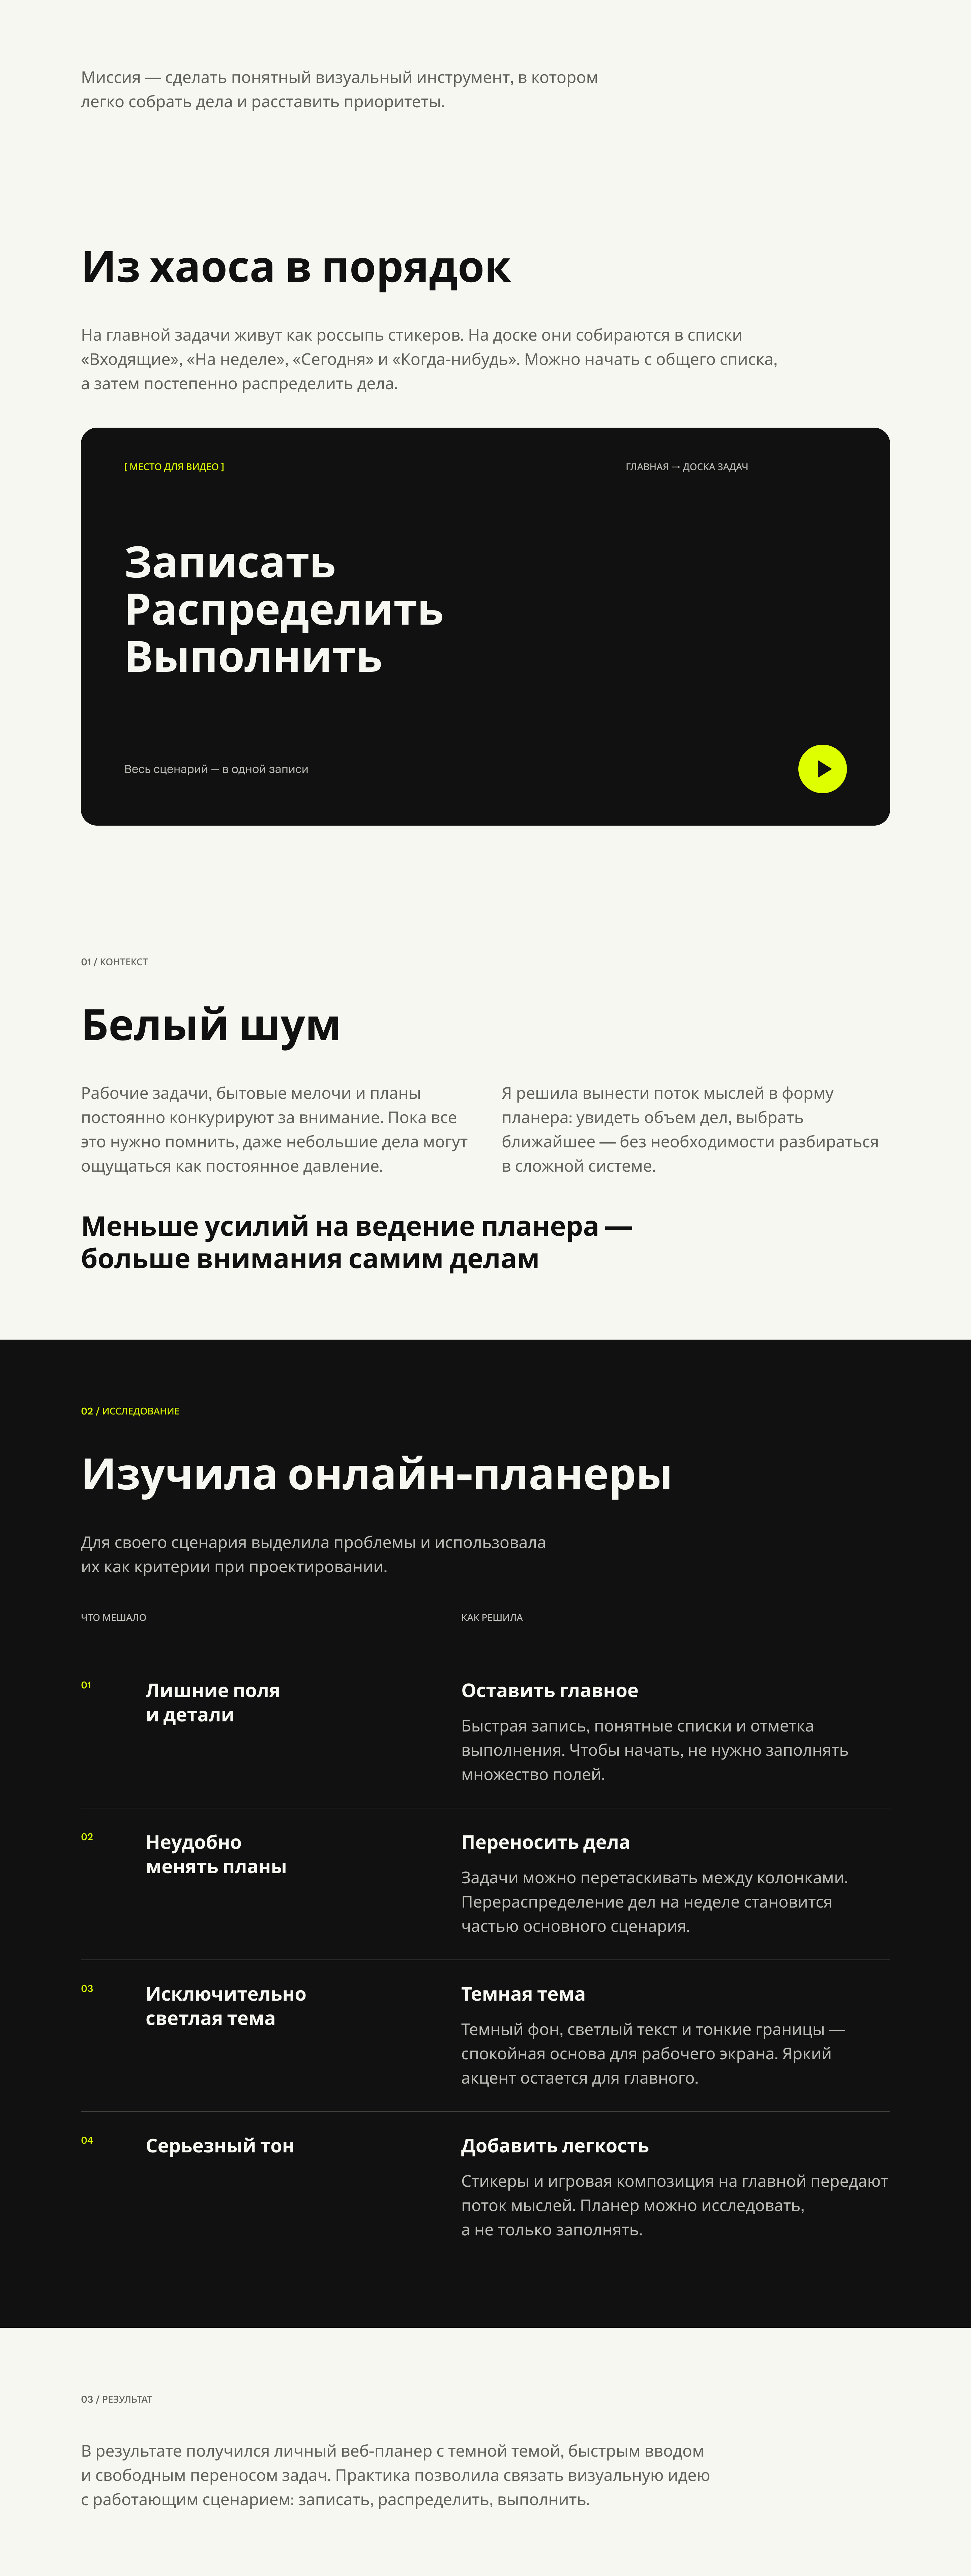 Миссия — сделать понятный визуальный инструмент, в котором
легко собрать дела и расставить приоритеты.
Из хаоса в порядок
На главной задачи живут как россыпь стикеров. На доске они собираются в списки
«Входящие», «На неделе», «Сегодня» и «Когда-нибудь». Можно начать с общего списка,
а затем постепенно распределить дела.
[ МЕСТО ДЛЯ ВИДЕО ]
ГЛАВНАЯ → ДОСКА ЗАДАЧ
Записать
Распределить
Выполнить
Весь сценарий — в одной записи
01 / КОНТЕКСТ
Белый шум
Рабочие задачи, бытовые мелочи и планы
постоянно конкурируют за внимание. Пока все
это нужно помнить, даже небольшие дела могут
ощущаться как постоянное давление.
Я решила вынести поток мыслей в форму
планера: увидеть объем дел, выбрать
ближайшее — без необходимости разбираться
в сложной системе.
Меньше усилий на ведение планера —
больше внимания самим делам
02 / ИССЛЕДОВАНИЕ
Изучила онлайн-планеры
Для своего сценария выделила проблемы и использовала
их как критерии при проектировании.
ЧТО МЕШАЛО
КАК РЕШИЛА
01
Лишние поля
и детали
Оставить главное
Быстрая запись, понятные списки и отметка
выполнения. Чтобы начать, не нужно заполнять
множество полей.
02
Неудобно
менять планы
Переносить дела
Задачи можно перетаскивать между колонками.
Перераспределение дел на неделе становится
частью основного сценария.
03
Исключительно
светлая тема
Темная тема
Темный фон, светлый текст и тонкие границы —
спокойная основа для рабочего экрана. Яркий
акцент остается для главного.
04
Серьезный тон
Добавить легкость
Стикеры и игровая композиция на главной передают
поток мыслей. Планер можно исследовать,
а не только заполнять.
03 / РЕЗУЛЬТАТ
В результате получился личный веб-планер с темной темой, быстрым вводом
и свободным переносом задач. Практика позволила связать визуальную идею
с работающим сценарием: записать, распределить, выполнить.